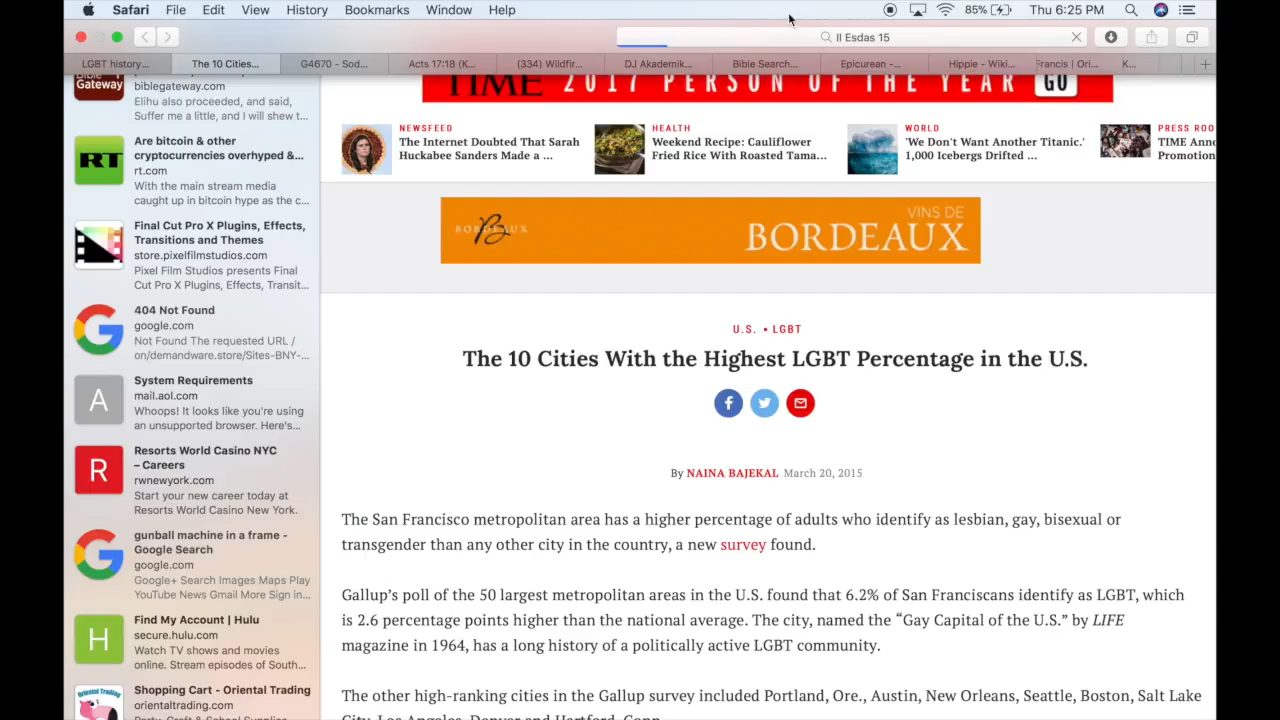 Safari File Edit View History Bookmarks Window Help 85% Thu 6:25 PM
ll Esdas 15
LGBT history... The 10 Cities... G4670 - Sod... Acts 17:18 (K... (334) Wildfir... DJ Akademik... Bible Search... Epicurean -... Hippie - Wiki... Francis | Ori... K...
Bible
Gateway
biblegateway.com
Elihu also proceeded, and said,
Suffer me a little, and I will shew t...
RT
Are bitcoin & other
cryptocurrencies overhyped &...
rt.com
With the main stream media
caught up in bitcoin hype as the c...
Final Cut Pro X Plugins, Effects,
Transitions and Themes
store.pixelfilmstudios.com
Pixel Film Studios presents Final
Cut Pro X Plugins, Effects, Transit...
404 Not Found
google.com
Not Found The requested URL /
on/demandware.store/Sites-BNY-...
A
System Requirements
mail.aol.com
Whoops! It looks like you're using
an unsupported browser. Here's...
R
Resorts World Casino NYC
– Careers
rwnewyork.com
Start your new career today at
Resorts World Casino New York.
gunball machine in a frame -
Google Search
google.com
Google+ Search Images Maps Play
YouTube News Gmail More Sign in...
H
Find My Account | Hulu
secure.hulu.com
Watch TV shows and movies
online. Stream episodes of South...
Shopping Cart - Oriental Trading
orientaltrading.com
Party, Craft & School Supplies
TIME 2017 PERSON OF THE YEAR GO
NEWSFEED
The Internet Doubted That Sarah
Huckabee Sanders Made a ...
HEALTH
Weekend Recipe: Cauliflower
Fried Rice With Roasted Tama...
WORLD
'We Don't Want Another Titanic.'
1,000 Icebergs Drifted ...
PRESS ROO
TIME Anno
Promotion
BORDEAUX
B
VINS DE
BORDEAUX
U.S. • LGBT
The 10 Cities With the Highest LGBT Percentage in the U.S.
f
By NAINA BAJEKAL March 20, 2015
The San Francisco metropolitan area has a higher percentage of adults who identify as lesbian, gay, bisexual or
transgender than any other city in the country, a new survey found.
Gallup's poll of the 50 largest metropolitan areas in the U.S. found that 6.2% of San Franciscans identify as LGBT, which
is 2.6 percentage points higher than the national average. The city, named the “Gay Capital of the U.S.” by LIFE
magazine in 1964, has a long history of a politically active LGBT community.
The other high-ranking cities in the Gallup survey included Portland, Ore., Austin, New Orleans, Seattle, Boston, Salt Lake
City, Los Angeles, Denver and Hartford, Conn.